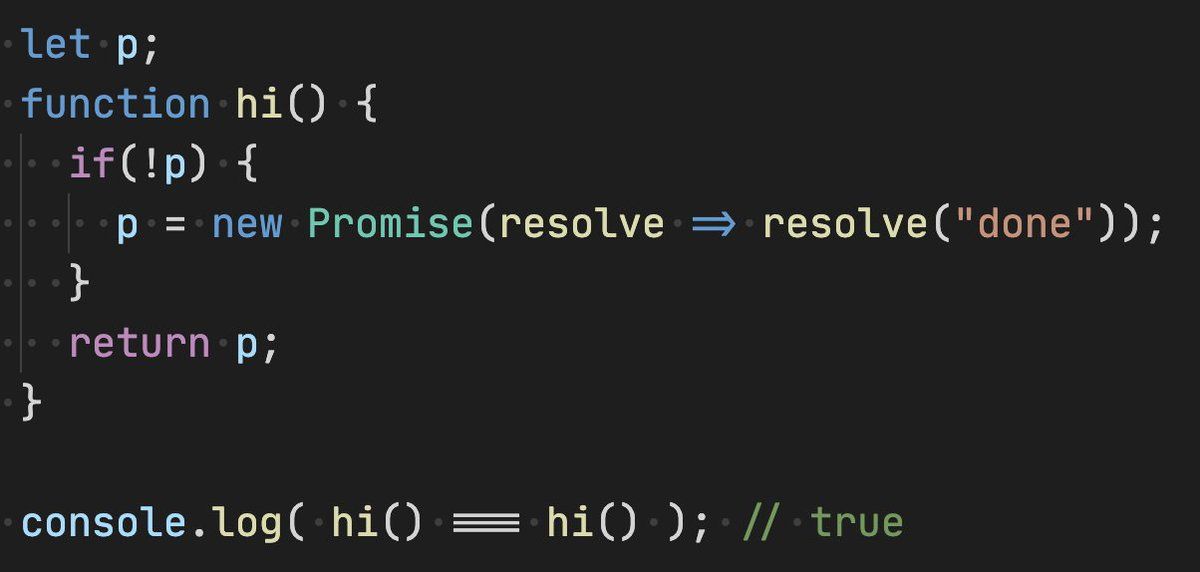 let p;
function hi() {
  if(!p) {
    p = new Promise(resolve => resolve("done"));
  }
  return p;
}

console.log( hi() === hi() ); // true